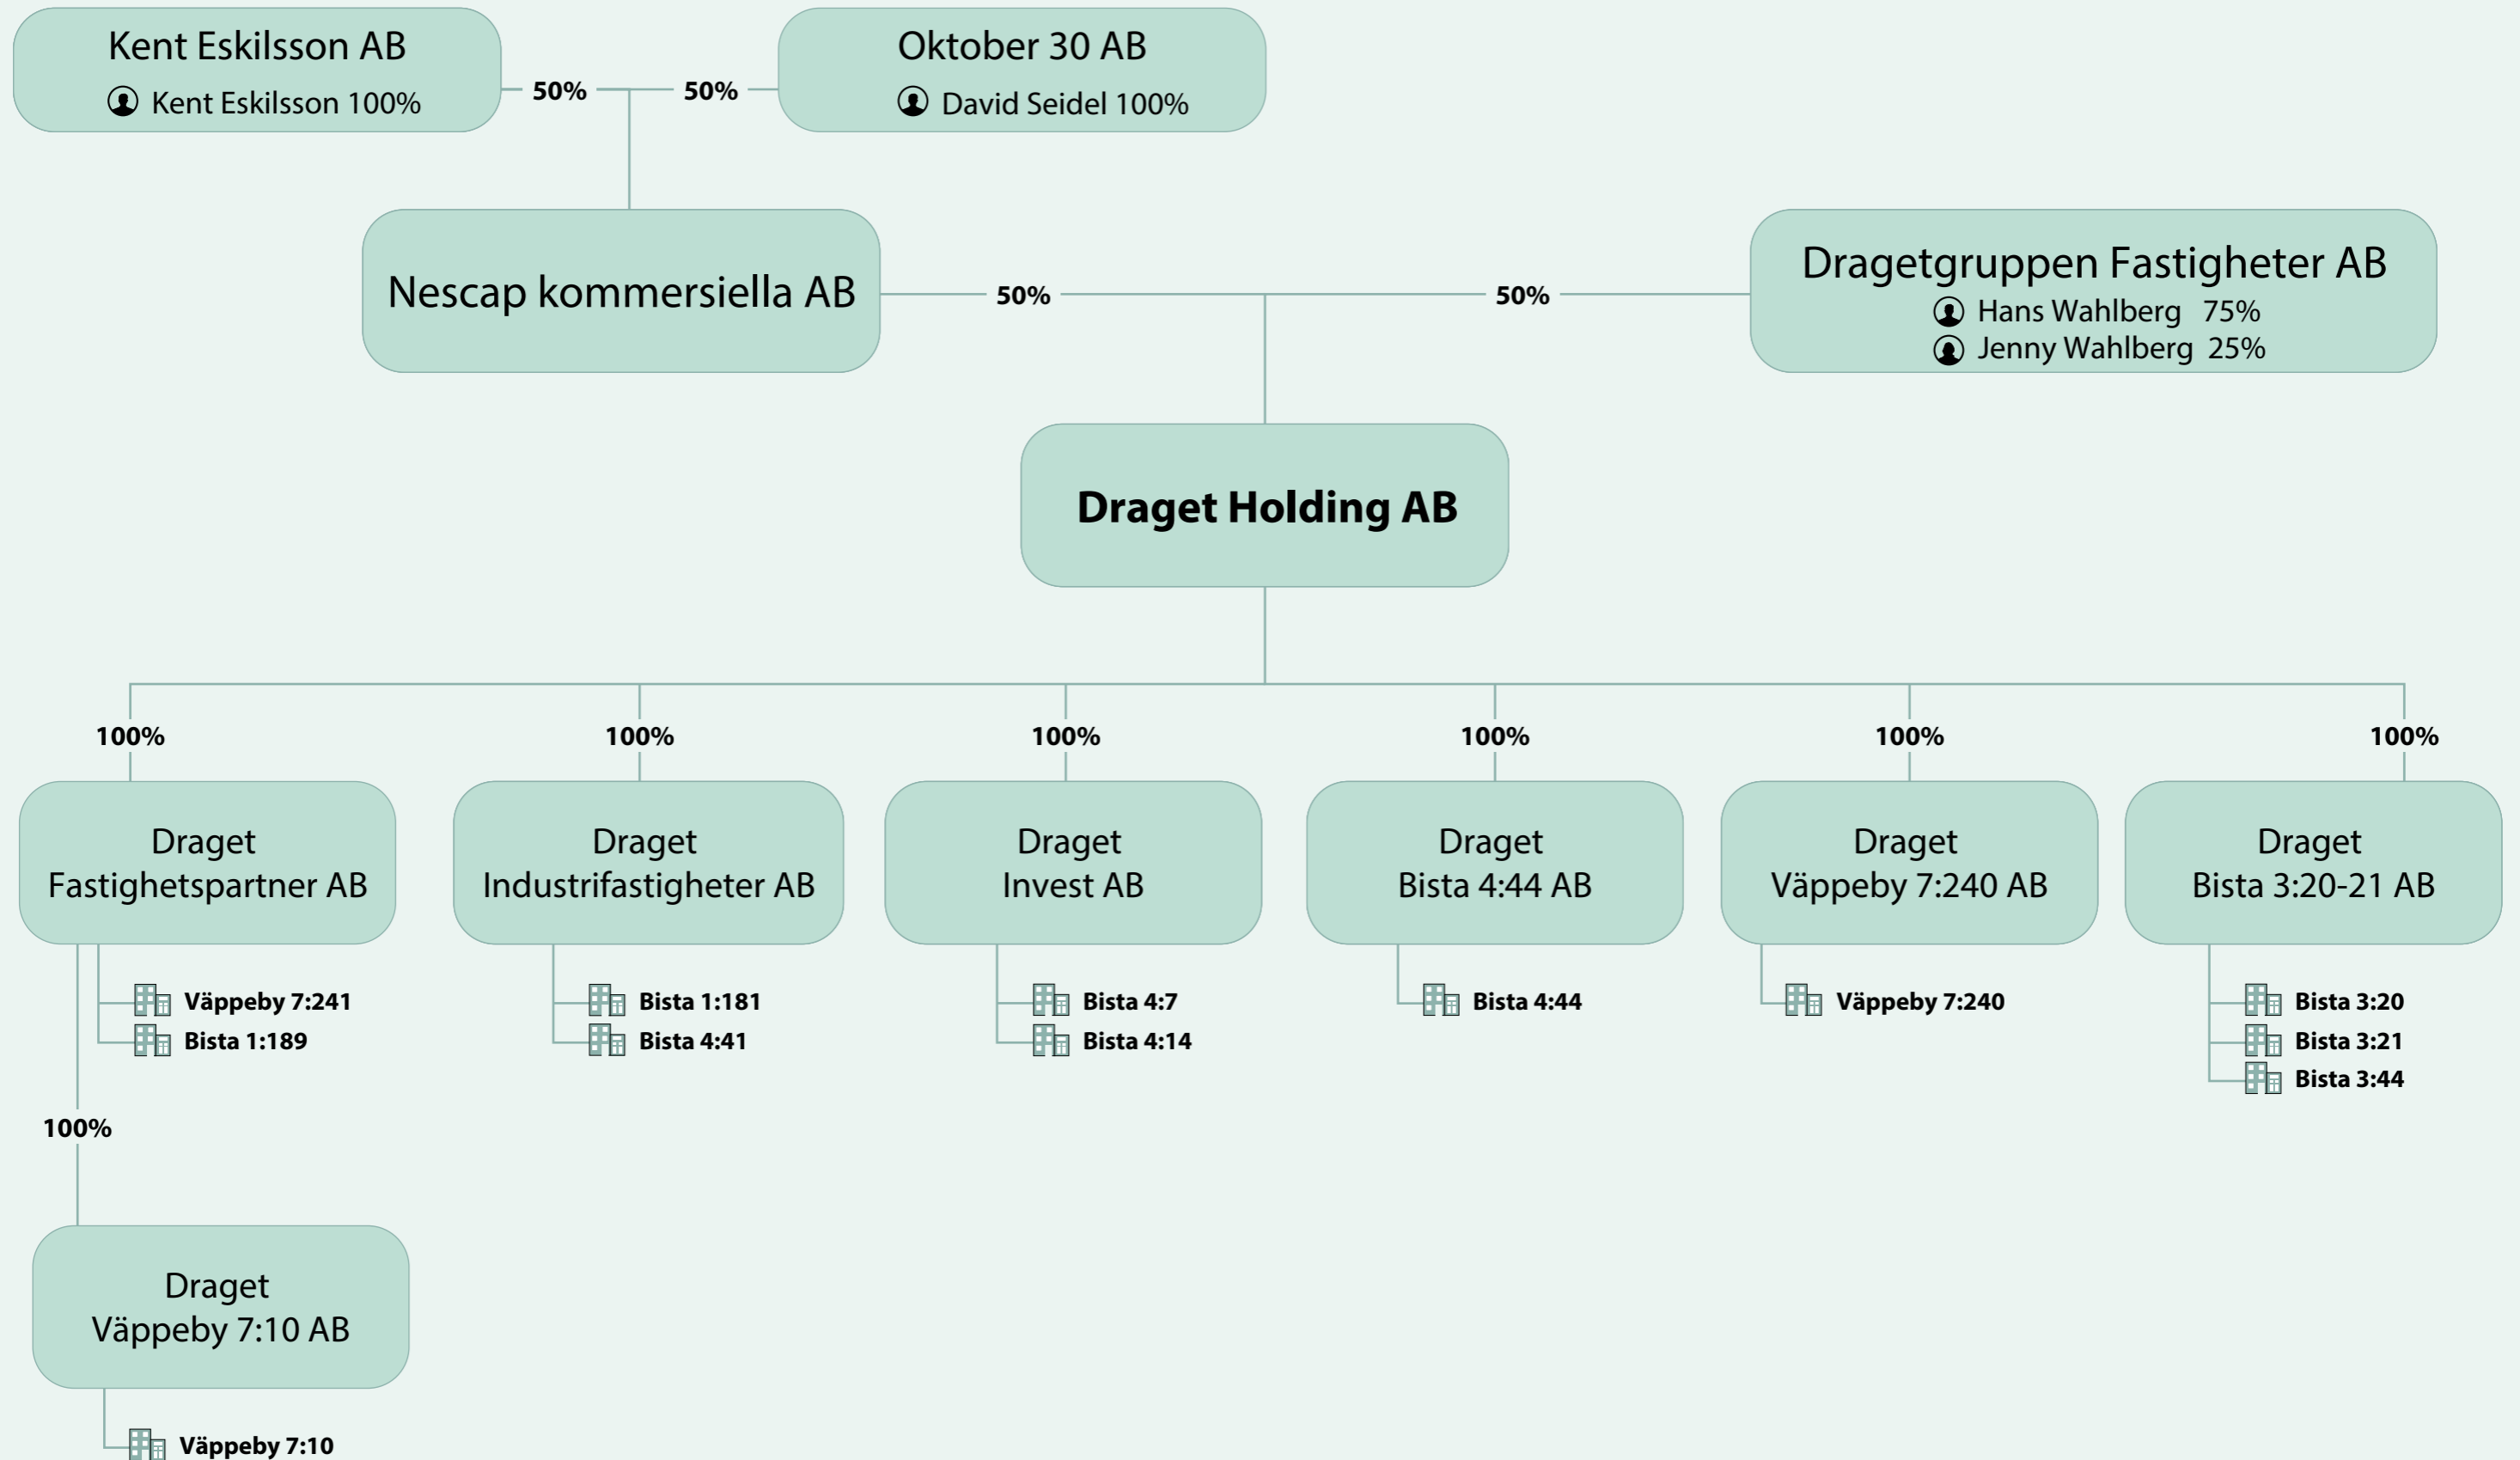 Kent Eskilsson AB
Kent Eskilsson 100%
50%
50%
Oktober 30 AB
David Seidel 100%
Nescap kommersiella AB
50%
50%
Dragetgruppen Fastigheter AB
Hans Wahlberg 75%
Jenny Wahlberg 25%
Draget Holding AB
100%
100%
100%
100%
100%
100%
Draget
Fastighetspartner AB
Draget
Industrifastigheter AB
Draget
Invest AB
Draget
Bista 4:44 AB
Draget
Väppeby 7:240 AB
Draget
Bista 3:20-21 AB
Väppeby 7:241
Bista 1:189
Bista 1:181
Bista 4:41
Bista 4:7
Bista 4:14
Bista 4:44
Väppeby 7:240
Bista 3:20
Bista 3:21
Bista 3:44
100%
Draget
Väppeby 7:10 AB
Väppeby 7:10